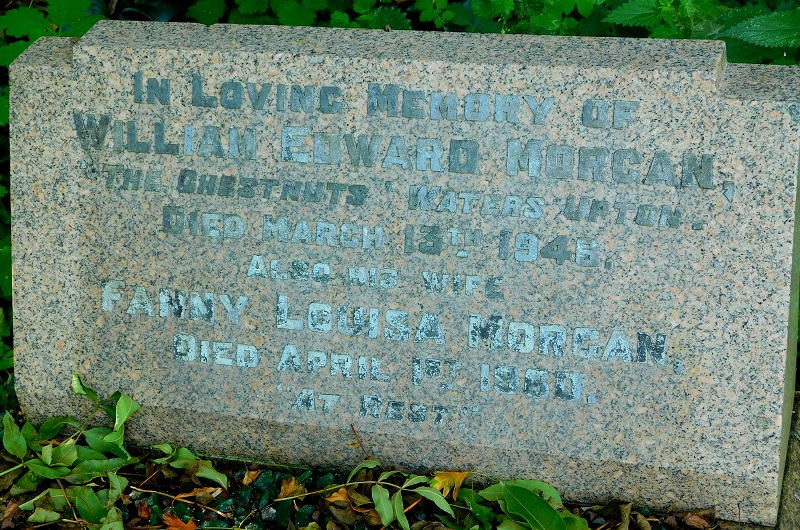 In Loving Memory of
William Edward Morgan,
"The Chestnuts" Waters Upton.
Died March 13th 1946.
Also his wife
Fanny Louisa Morgan,
Died April 1st 1960.
"At Rest"